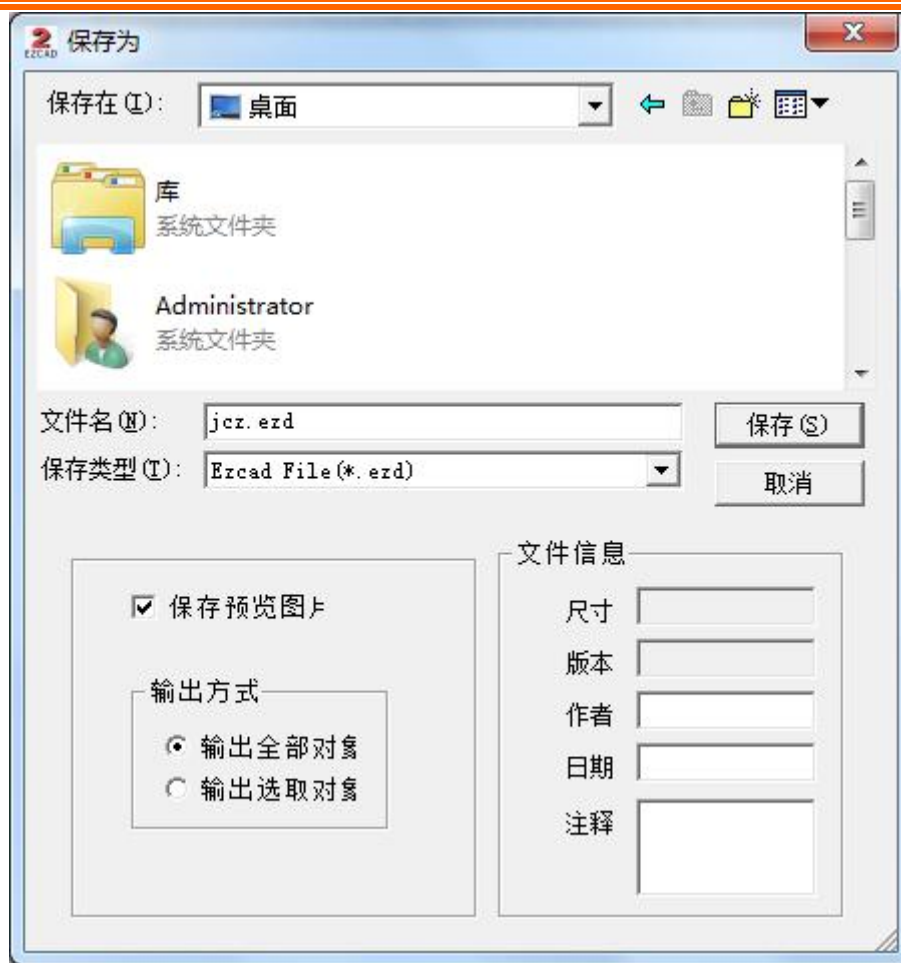 2
EZCAD 保存为
保存在(I): 桌面
库
系统文件夹
Administrator
系统文件夹
文件名(N): jcz.ezd 保存(S)
保存类型(T): Ezcad File(*.ezd) 取消
文件信息
保存预览图片
尺寸
版本
输出方式
作者
输出全部对象
日期
输出选取对象
注释